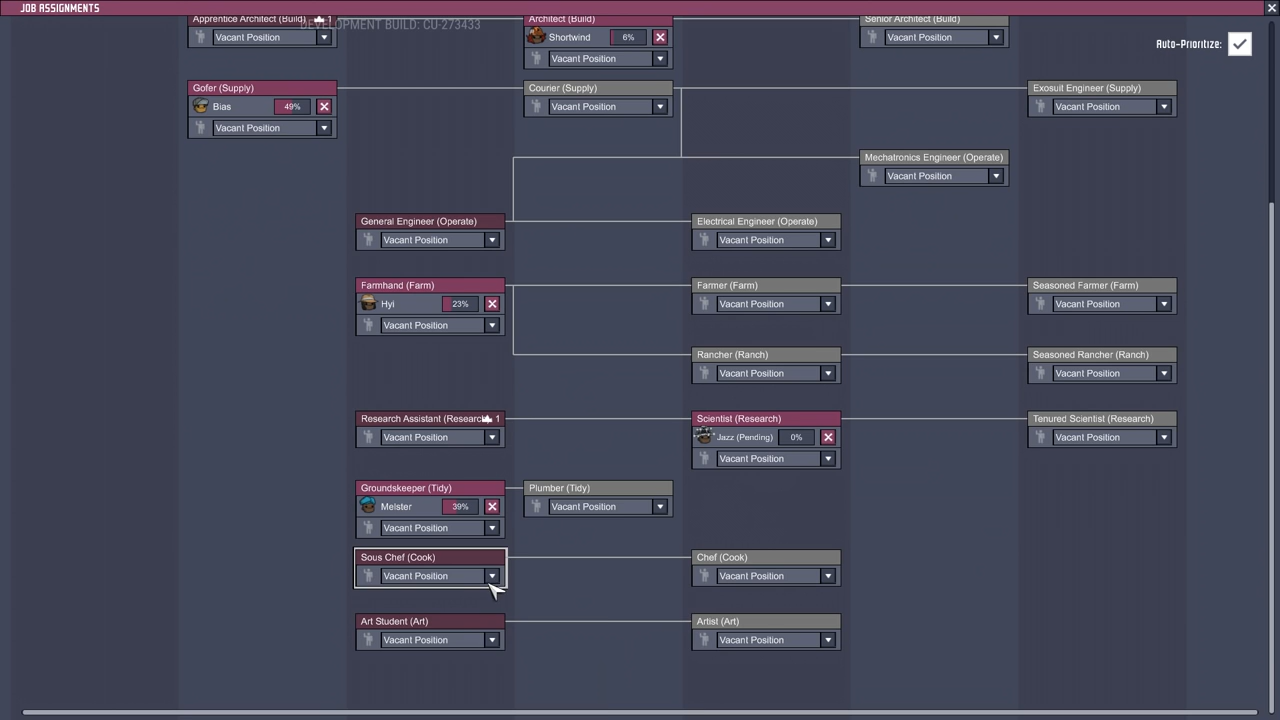 JOB ASSIGNMENTS
Apprentice Architect (Build) 1
Architect (Build)
Senior Architect (Build)
DEVELOPMENT BUILD: CU-273433
Vacant Position
Shortwind 6%
Vacant Position
Auto-Prioritize:
Vacant Position
Gofer (Supply)
Courier (Supply)
Exosuit Engineer (Supply)
Bias 49%
Vacant Position
Vacant Position
Vacant Position
Mechatronics Engineer (Operate)
Vacant Position
General Engineer (Operate)
Electrical Engineer (Operate)
Vacant Position
Vacant Position
Farmhand (Farm)
Farmer (Farm)
Seasoned Farmer (Farm)
Hyi 23%
Vacant Position
Vacant Position
Vacant Position
Rancher (Ranch)
Seasoned Rancher (Ranch)
Vacant Position
Vacant Position
Research Assistant (Research 1
Scientist (Research)
Tenured Scientist (Research)
Vacant Position
Jazz (Pending) 0%
Vacant Position
Vacant Position
Groundskeeper (Tidy)
Plumber (Tidy)
Meister 39%
Vacant Position
Vacant Position
Sous Chef (Cook)
Chef (Cook)
Vacant Position
Vacant Position
Art Student (Art)
Artist (Art)
Vacant Position
Vacant Position